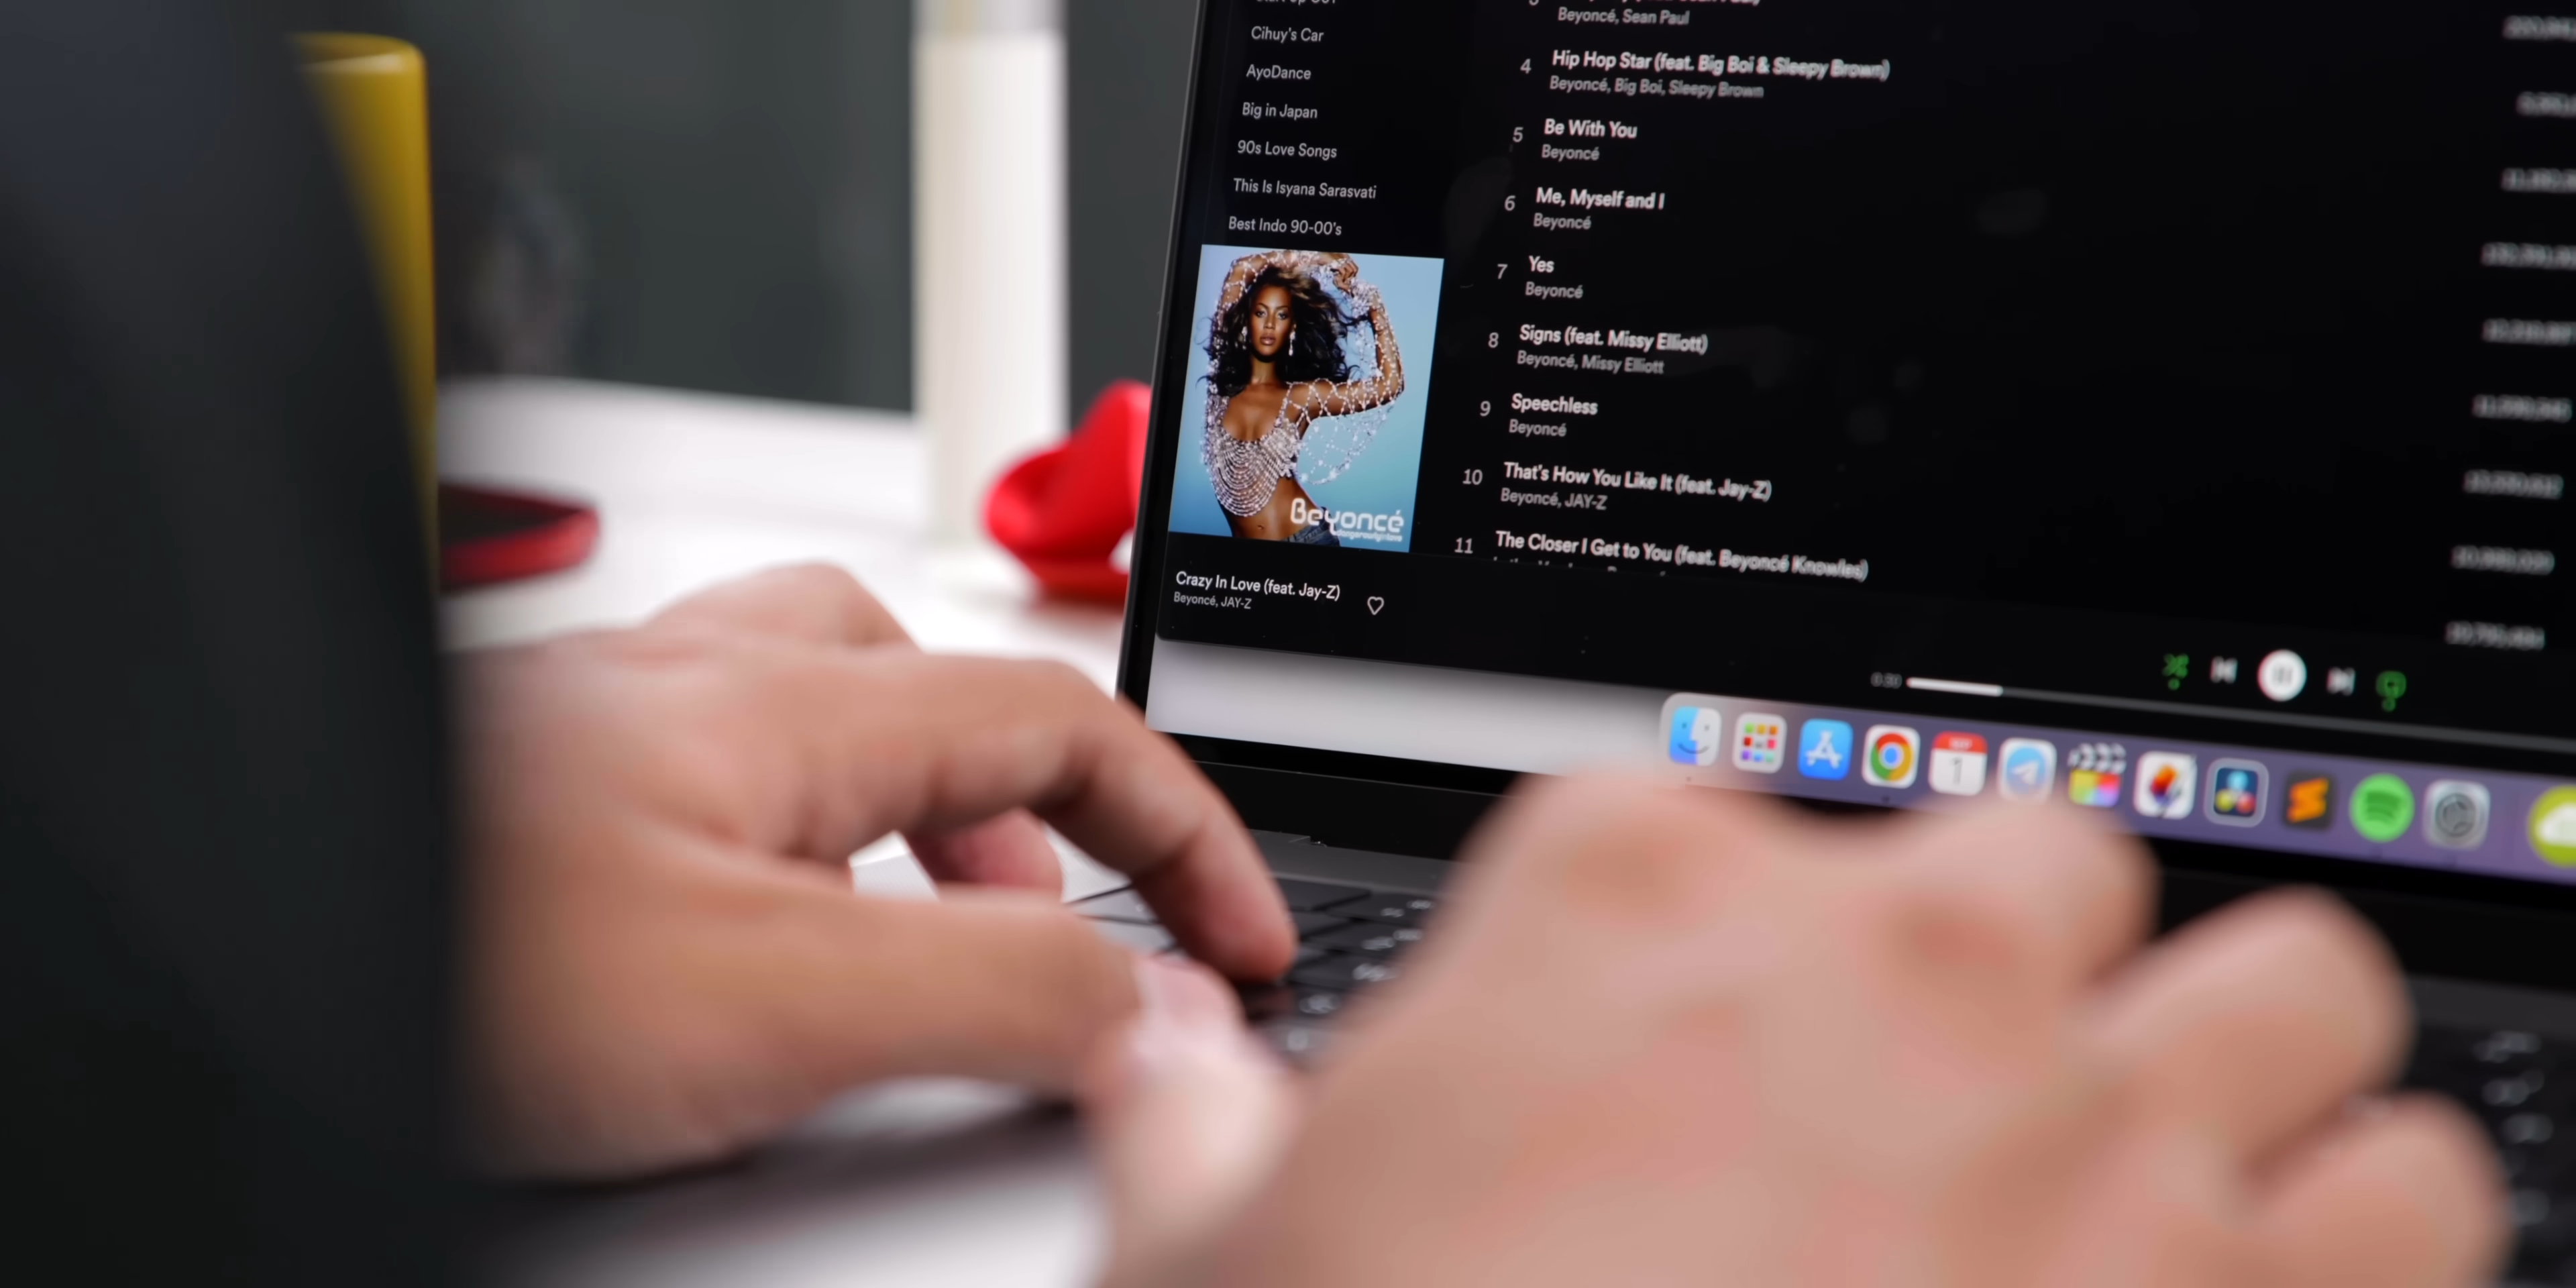 Cihuy's Car
AyoDance
Big in Japan
90s Love Songs
This Is Isyana Sarasvati
Best Indo 90-00's
Beyoncé
Crazy In Love (feat. Jay-Z)
Beyoncé, JAY-Z
Beyoncé, Sean Paul
4 Hip Hop Star (feat. Big Boi & Sleepy Brown)
Beyoncé, Big Boi, Sleepy Brown
5 Be With You
Beyoncé
6 Me, Myself and I
Beyoncé
7 Yes
Beyoncé
8 Signs (feat. Missy Elliott)
Beyoncé, Missy Elliott
9 Speechless
Beyoncé
10 That's How You Like It (feat. Jay-Z)
Beyoncé, JAY-Z
11 The Closer I Get to You (feat. Beyoncé Knowles)
0:30
1